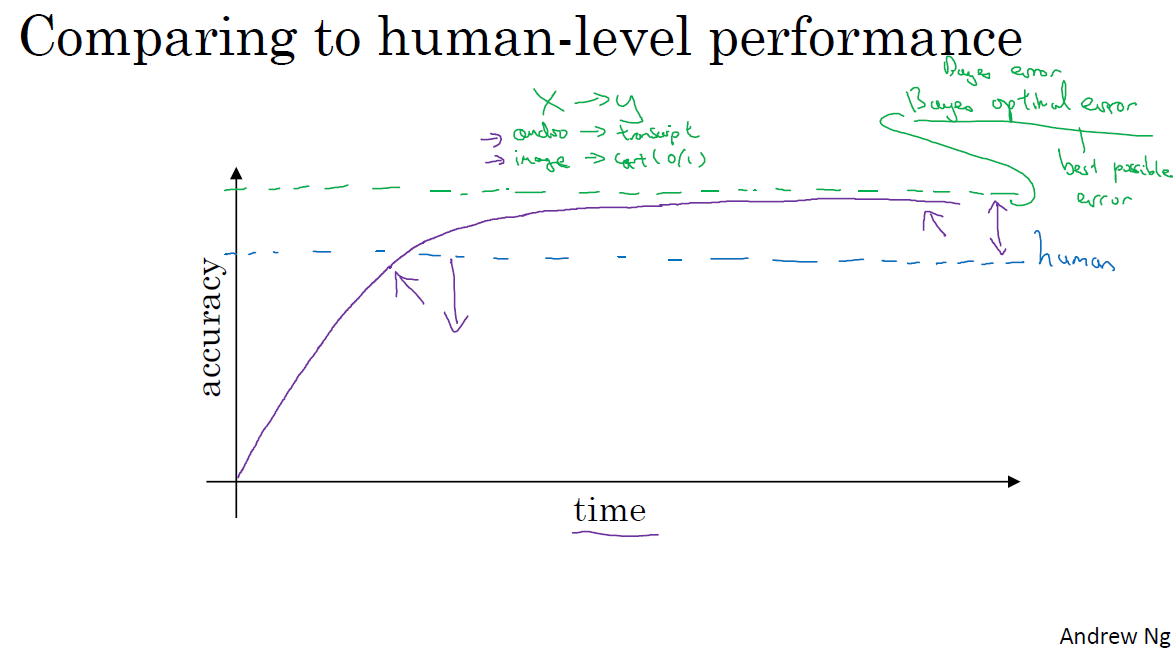 Comparing to human-level performance
Bayes error
Bayes optimal error
best possible
error
X → y
→ audio → transcript
→ image → cat (0/1)
human
accuracy
time
Andrew Ng